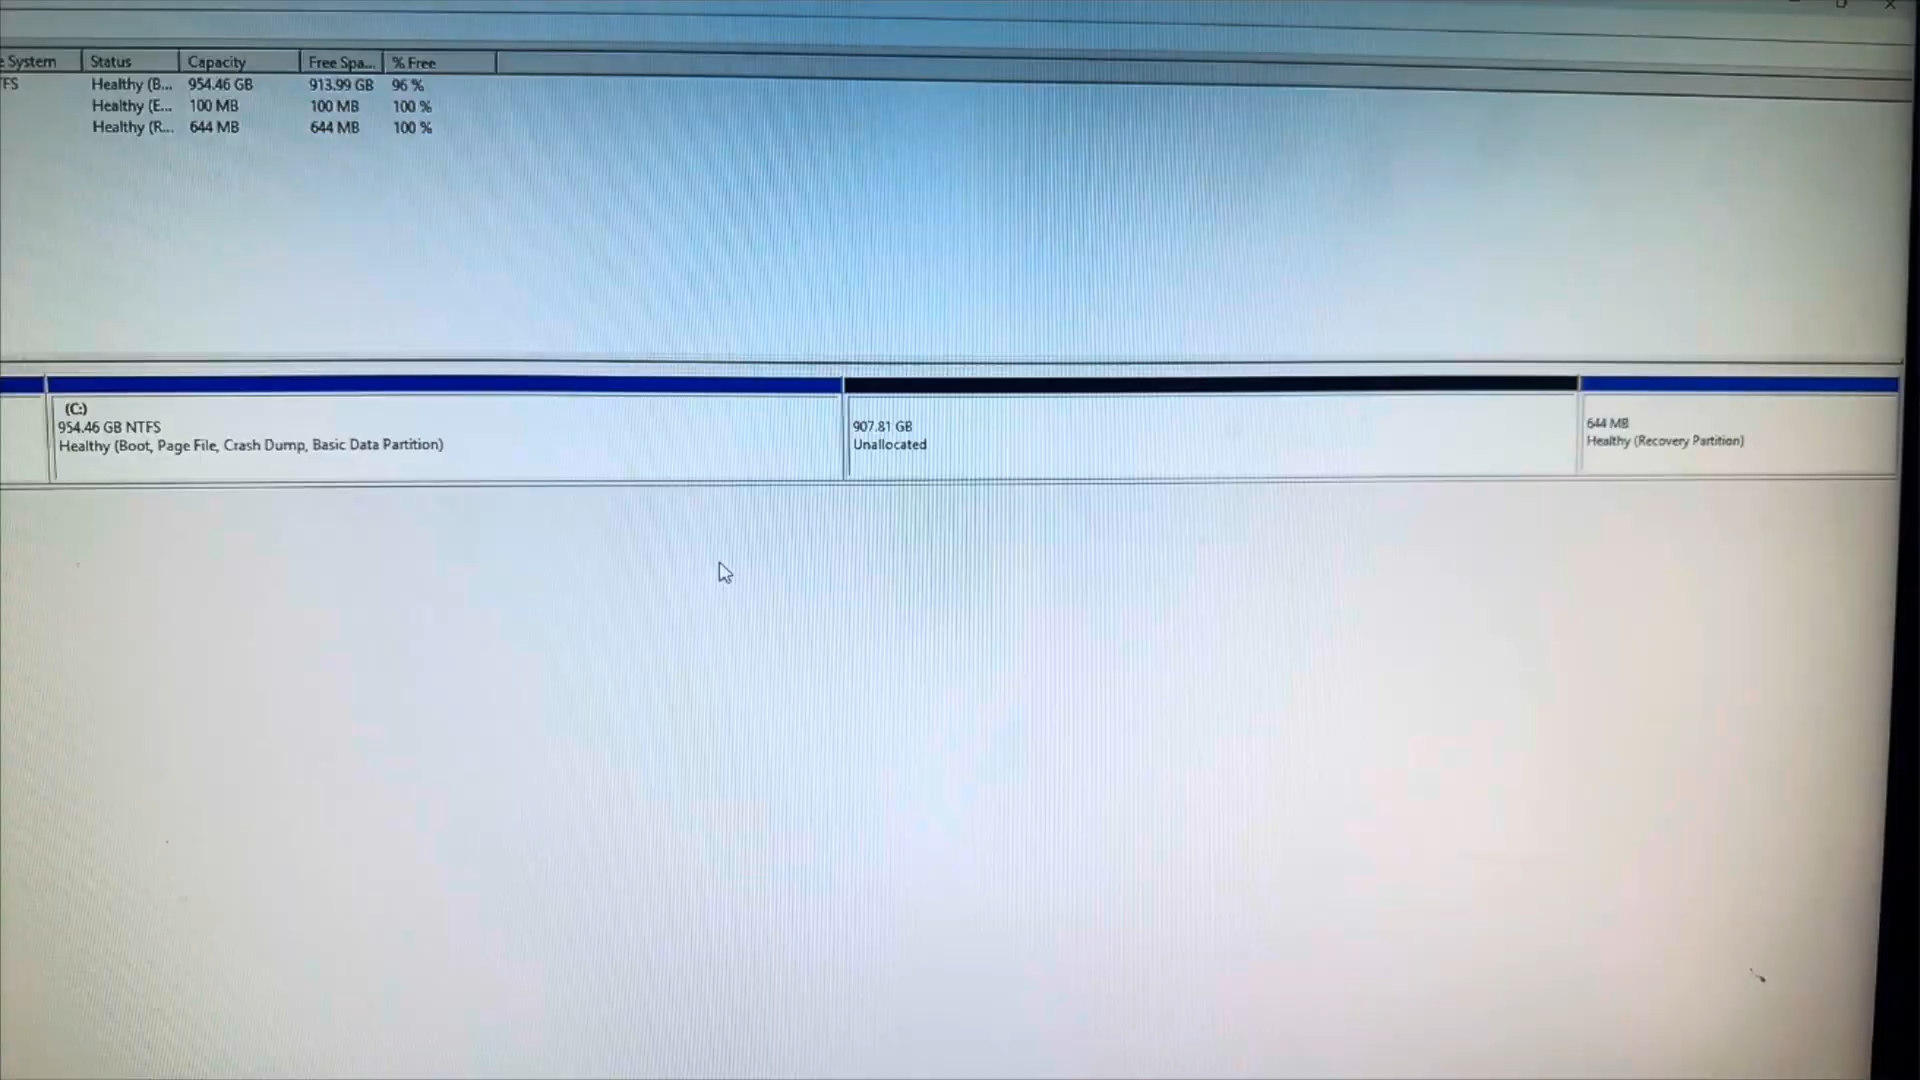 e System Status Capacity Free Spa... % Free
FS Healthy (B... 954.46 GB 913.99 GB 96 %
Healthy (E... 100 MB 100 MB 100 %
Healthy (R... 644 MB 644 MB 100 %
(C:)
954.46 GB NTFS
Healthy (Boot, Page File, Crash Dump, Basic Data Partition)
907.81 GB
Unallocated
644 MB
Healthy (Recovery Partition)